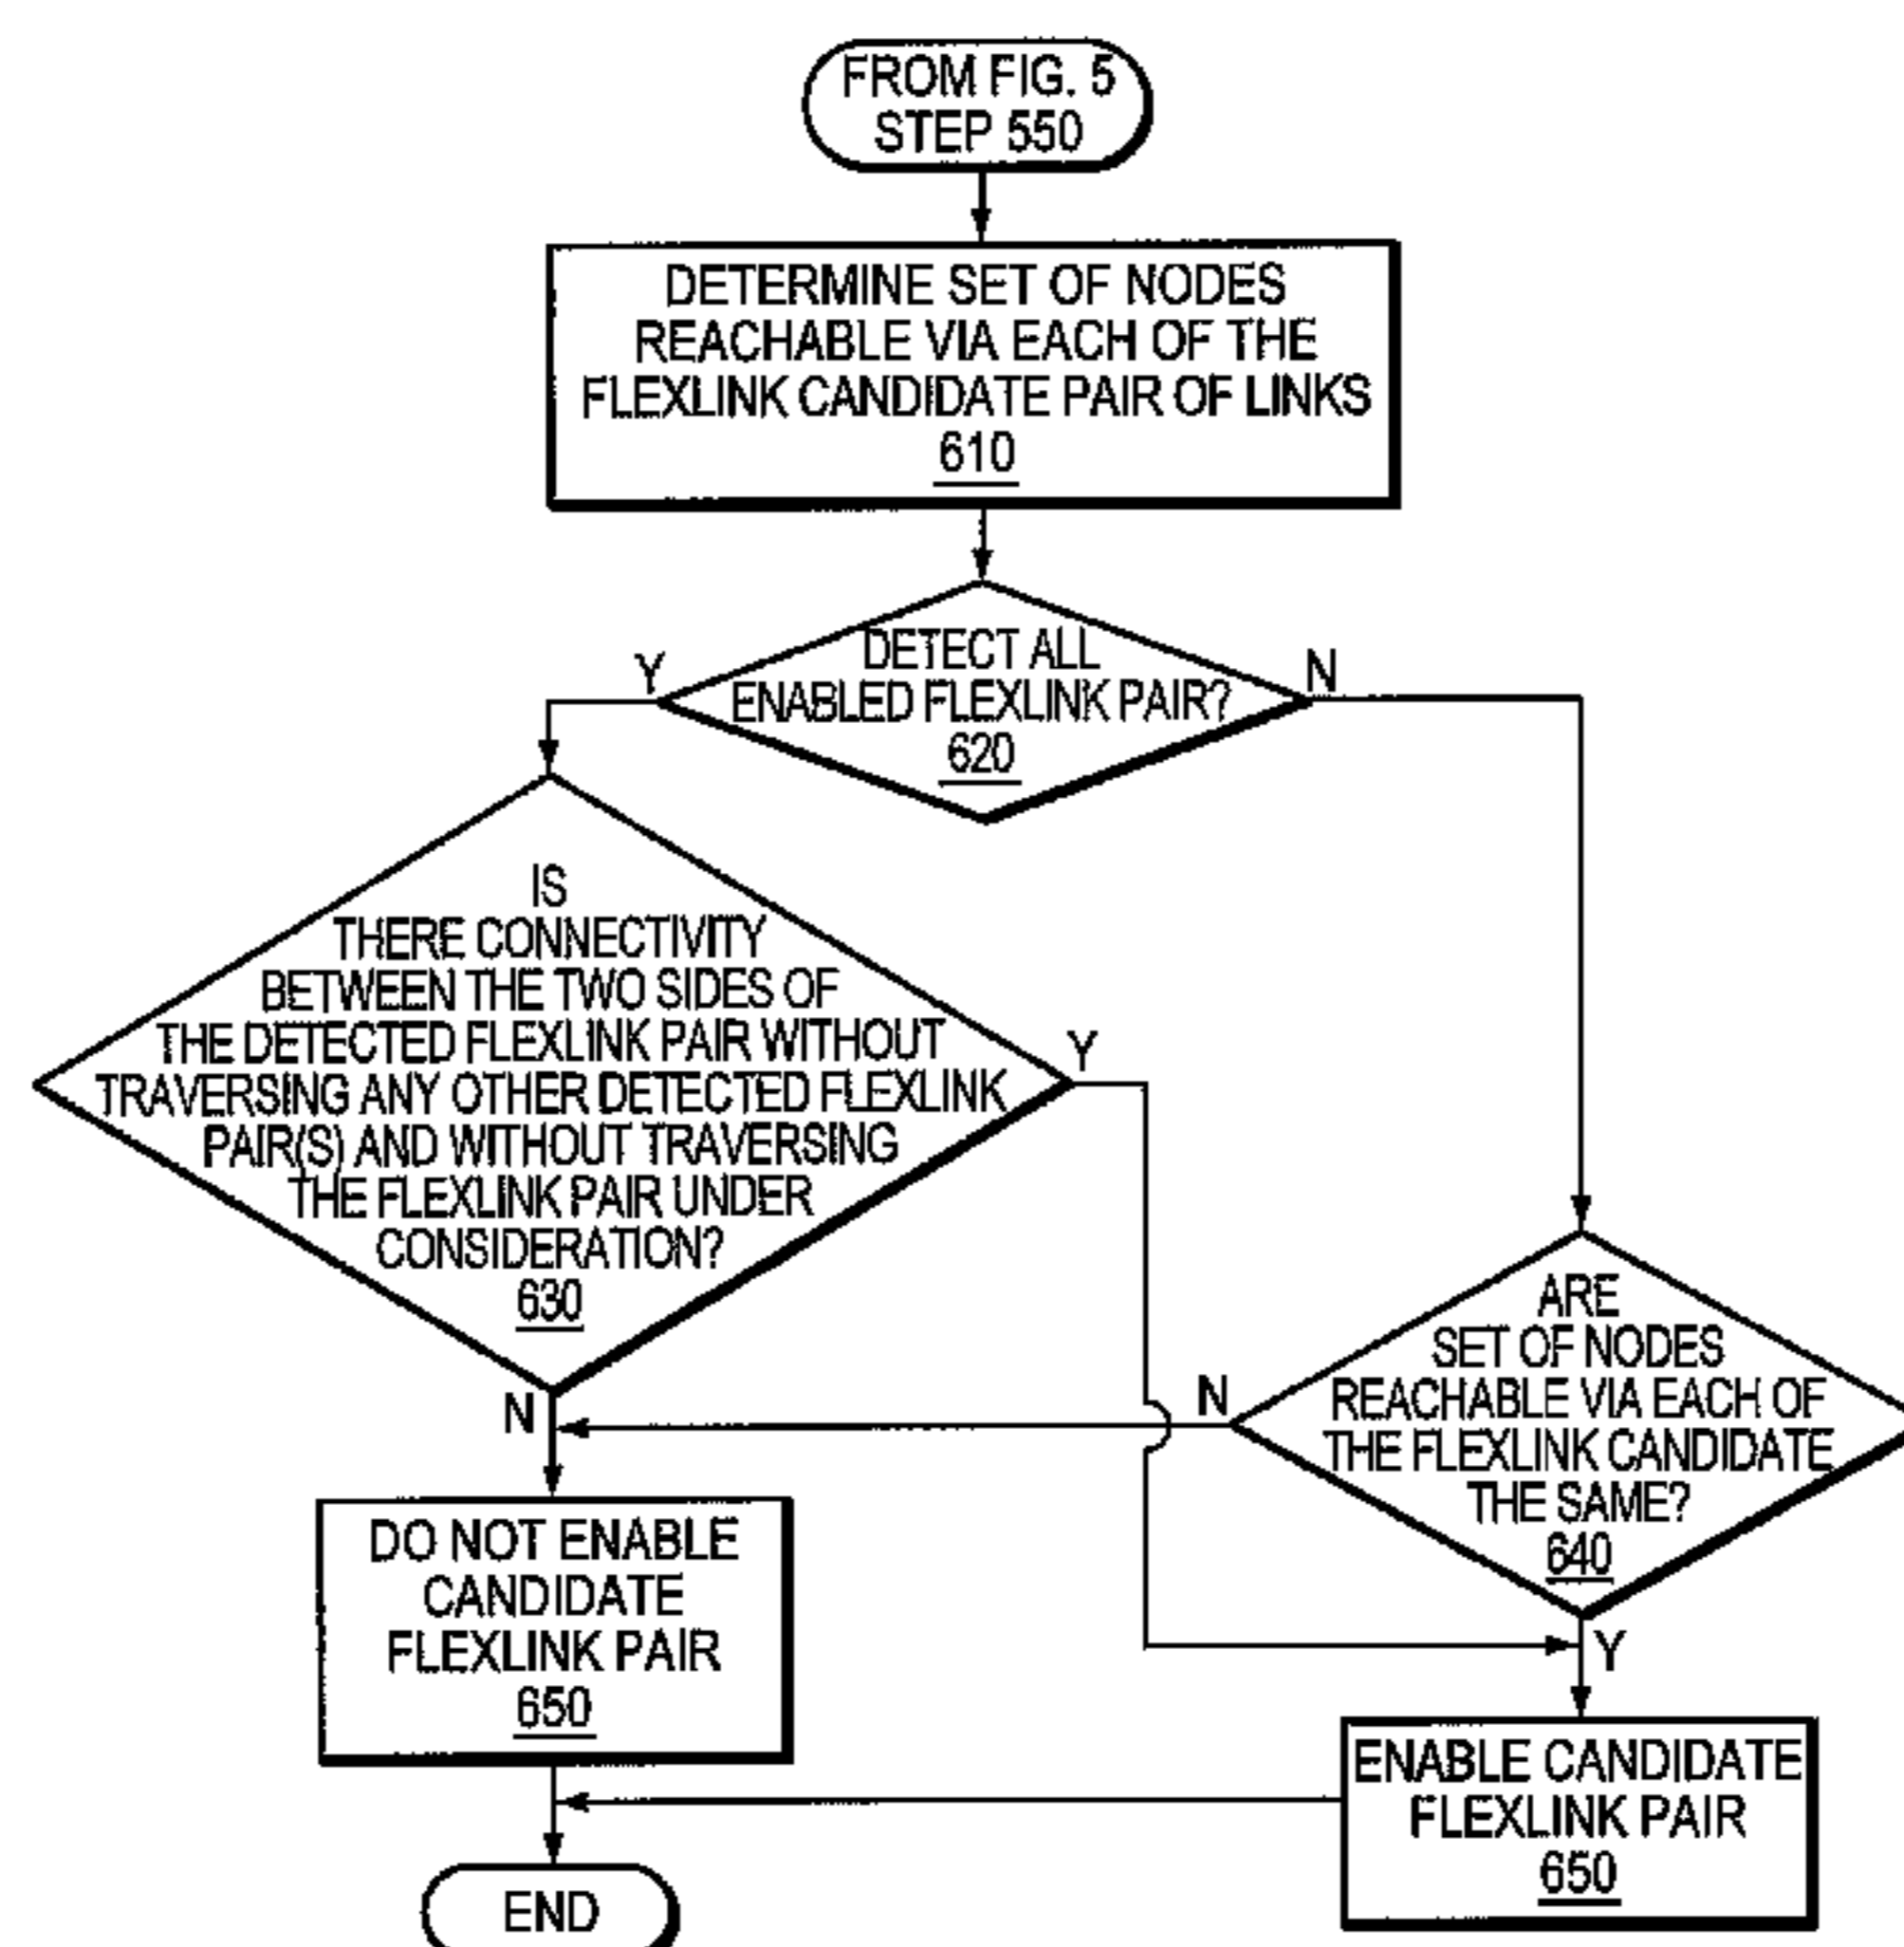 FROM FIG. 5
STEP 550
DETERMINE SET OF NODES
REACHABLE VIA EACH OF THE
FLEXLINK CANDIDATE PAIR OF LINKS
610
DETECT ALL
ENABLED FLEXLINK PAIR?
620
Y
N
IS
THERE CONNECTIVITY
BETWEEN THE TWO SIDES OF
THE DETECTED FLEXLINK PAIR WITHOUT
TRAVERSING ANY OTHER DETECTED FLEXLINK
PAIR(S) AND WITHOUT TRAVERSING
THE FLEXLINK PAIR UNDER
CONSIDERATION?
630
Y
N
ARE
SET OF NODES
REACHABLE VIA EACH OF
THE FLEXLINK CANDIDATE
THE SAME?
640
N
Y
DO NOT ENABLE
CANDIDATE
FLEXLINK PAIR
650
ENABLE CANDIDATE
FLEXLINK PAIR
650
END